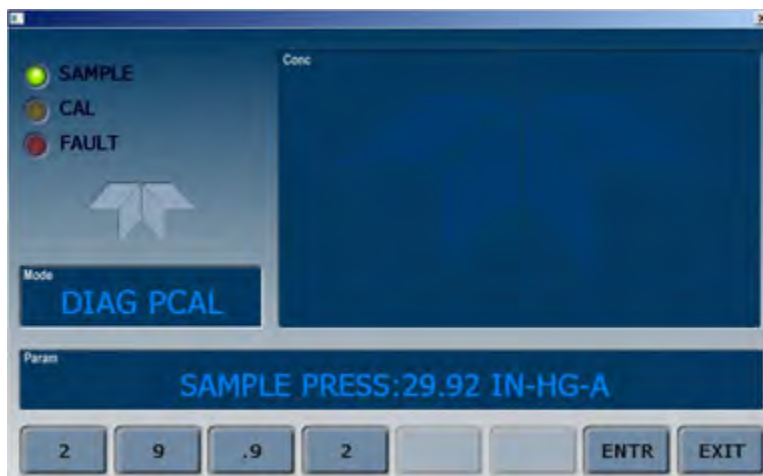 SAMPLE
CAL
FAULT
Conc
Mode
DIAG PCAL
Param
SAMPLE PRESS:29.92 IN-HG-A
2 9 .9 2 ENTR EXIT